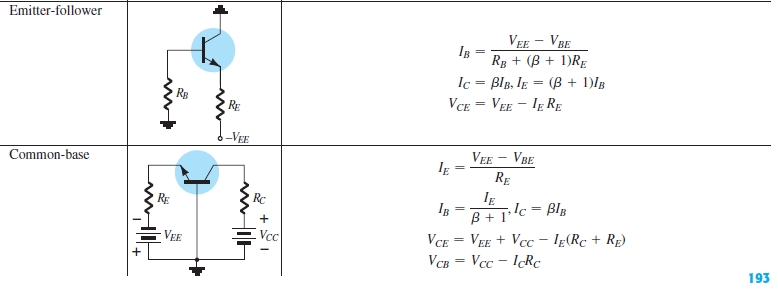 Emitter-follower
R_B
R_E
−V_EE
I_B = (V_EE − V_BE) / (R_B + (β + 1)R_E)
I_C = βI_B, I_E = (β + 1)I_B
V_CE = V_EE − I_E R_E
Common-base
R_E
R_C
−
+
V_EE
V_CC
+
−
I_E = (V_EE − V_BE) / R_E
I_B = I_E / (β + 1), I_C = βI_B
V_CE = V_EE + V_CC − I_E(R_C + R_E)
V_CB = V_CC − I_CR_C
193